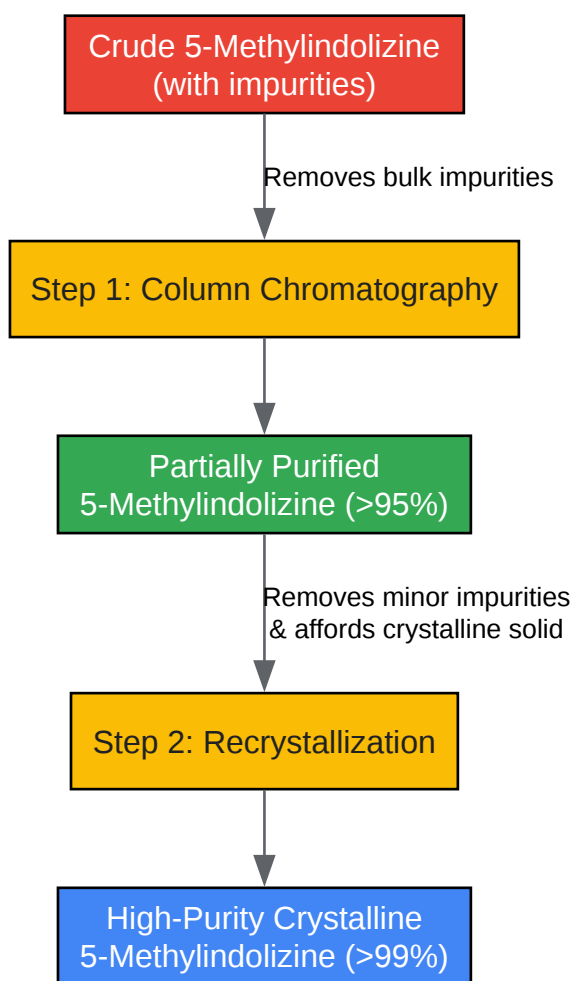 Crude 5-Methylindolizine
(with impurities)
Removes bulk impurities
Step 1: Column Chromatography
Partially Purified
5-Methylindolizine (>95%)
Removes minor impurities
& affords crystalline solid
Step 2: Recrystallization
High-Purity Crystalline
5-Methylindolizine (>99%)